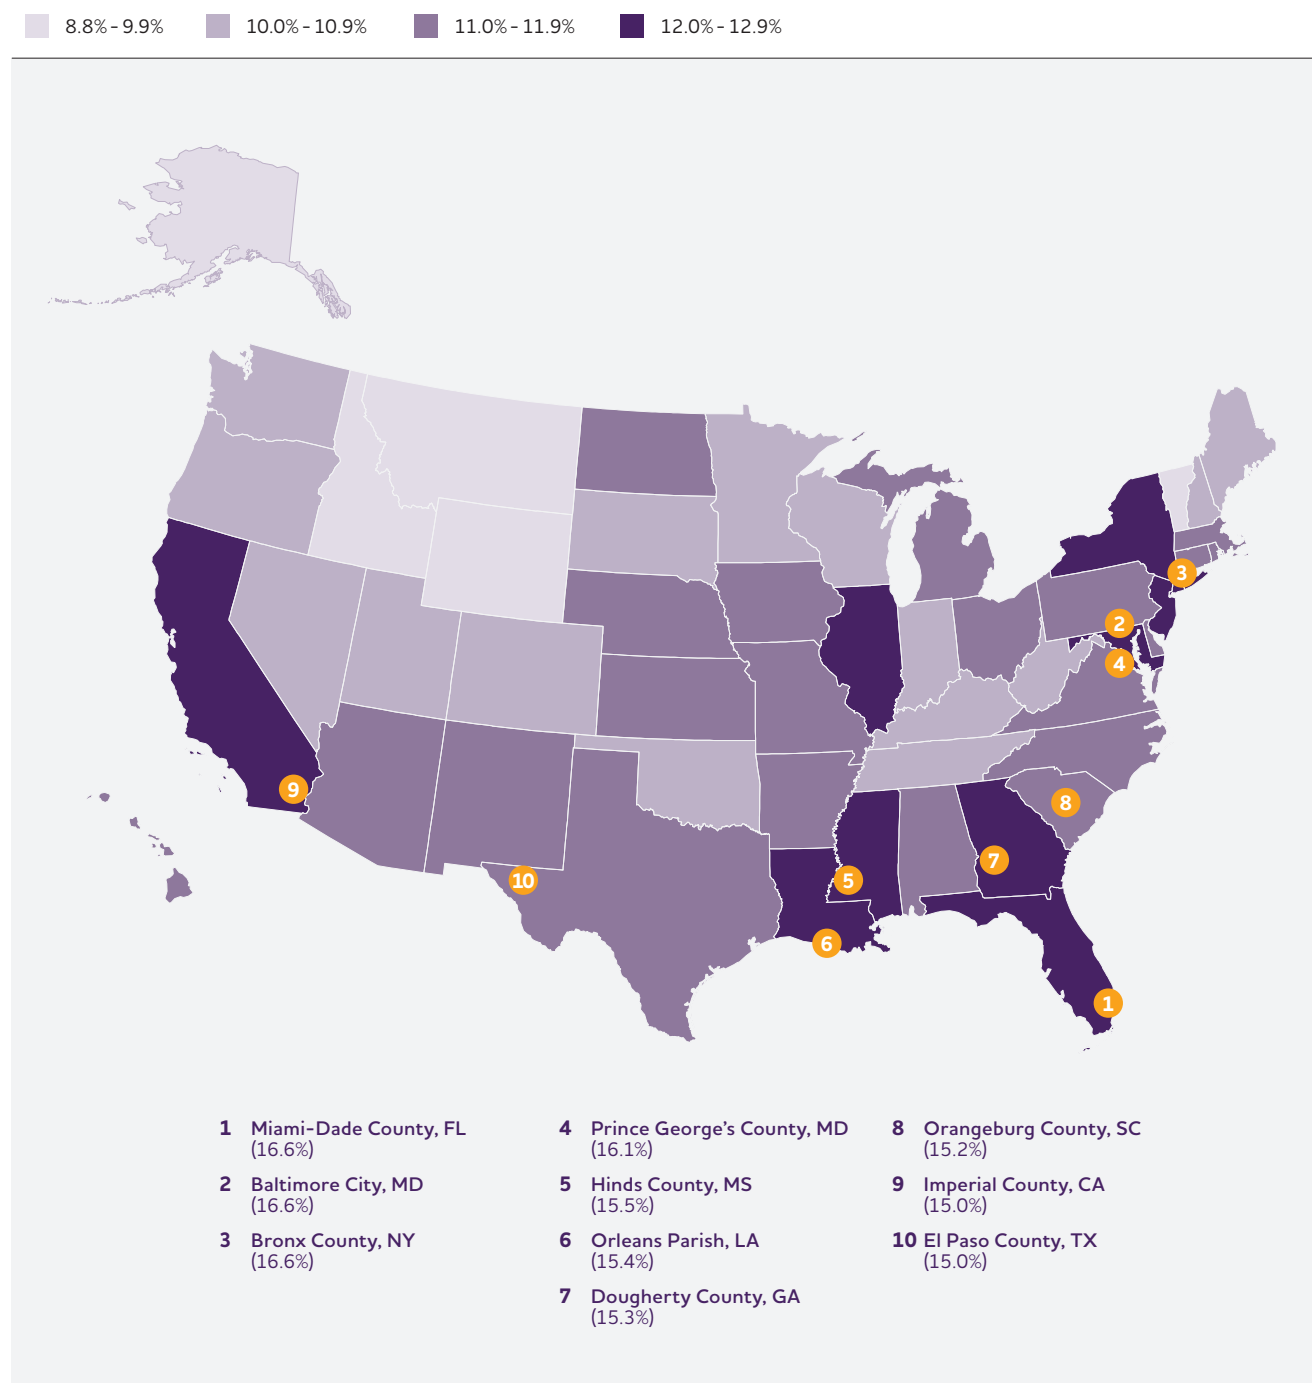 8.8% - 9.9% 10.0% - 10.9% 11.0% - 11.9% 12.0% - 12.9%
3
2
4
9
8
7
10
5
6
1
1 Miami-Dade County, FL
(16.6%)
2 Baltimore City, MD
(16.6%)
3 Bronx County, NY
(16.6%)
4 Prince George’s County, MD
(16.1%)
5 Hinds County, MS
(15.5%)
6 Orleans Parish, LA
(15.4%)
7 Dougherty County, GA
(15.3%)
8 Orangeburg County, SC
(15.2%)
9 Imperial County, CA
(15.0%)
10 El Paso County, TX
(15.0%)